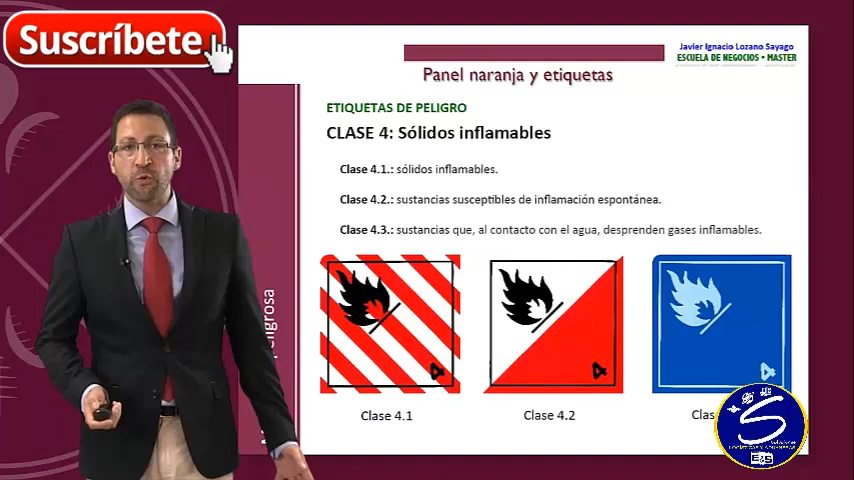 Suscríbete
Javier Ignacio Lozano Sayago
ESCUELA DE NEGOCIOS • MASTER
Panel naranja y etiquetas
ETIQUETAS DE PELIGRO
CLASE 4: Sólidos inflamables
Clase 4.1.: sólidos inflamables.
Clase 4.2.: sustancias susceptibles de inflamación espontánea.
Clase 4.3.: sustancias que, al contacto con el agua, desprenden gases inflamables.
peligrosa
4
4
4
Clase 4.1
Clase 4.2
Clas
S
E&S